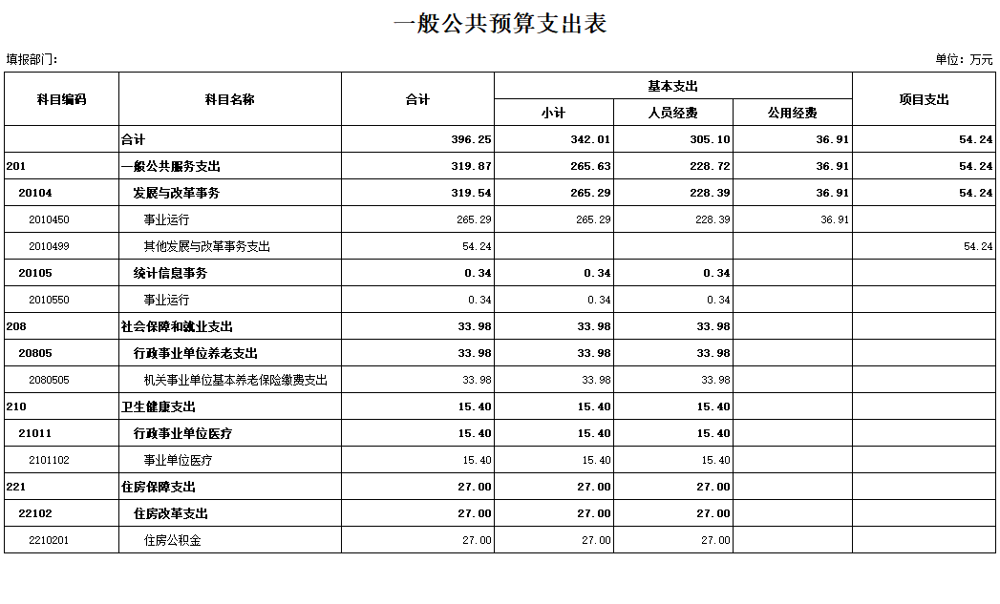 一般公共预算支出表
填报部门： 单位：万元
科目编码 科目名称 合计 基本支出 项目支出
小计 人员经费 公用经费
合计 396.25 342.01 305.10 36.91 54.24
201 一般公共服务支出 319.87 265.63 228.72 36.91 54.24
20104 发展与改革事务 319.54 265.29 228.39 36.91 54.24
2010450 事业运行 265.29 265.29 228.39 36.91
2010499 其他发展与改革事务支出 54.24 54.24
20105 统计信息事务 0.34 0.34 0.34
2010550 事业运行 0.34 0.34 0.34
208 社会保障和就业支出 33.98 33.98 33.98
20805 行政事业单位养老支出 33.98 33.98 33.98
2080505 机关事业单位基本养老保险缴费支出 33.98 33.98 33.98
210 卫生健康支出 15.40 15.40 15.40
21011 行政事业单位医疗 15.40 15.40 15.40
2101102 事业单位医疗 15.40 15.40 15.40
221 住房保障支出 27.00 27.00 27.00
22102 住房改革支出 27.00 27.00 27.00
2210201 住房公积金 27.00 27.00 27.00